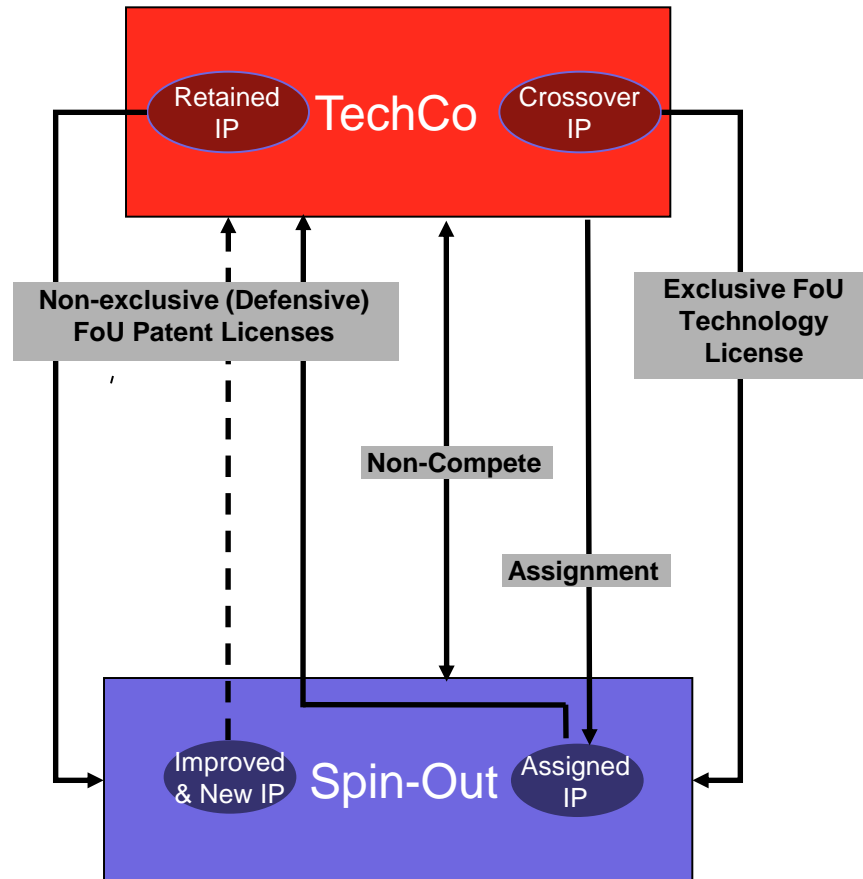 Retained
IP
TechCo
Crossover
IP
Non-exclusive (Defensive)
FoU Patent Licenses
,
Exclusive FoU
Technology
License
Non-Compete
Assignment
Improved
& New IP
Spin-Out
Assigned
IP